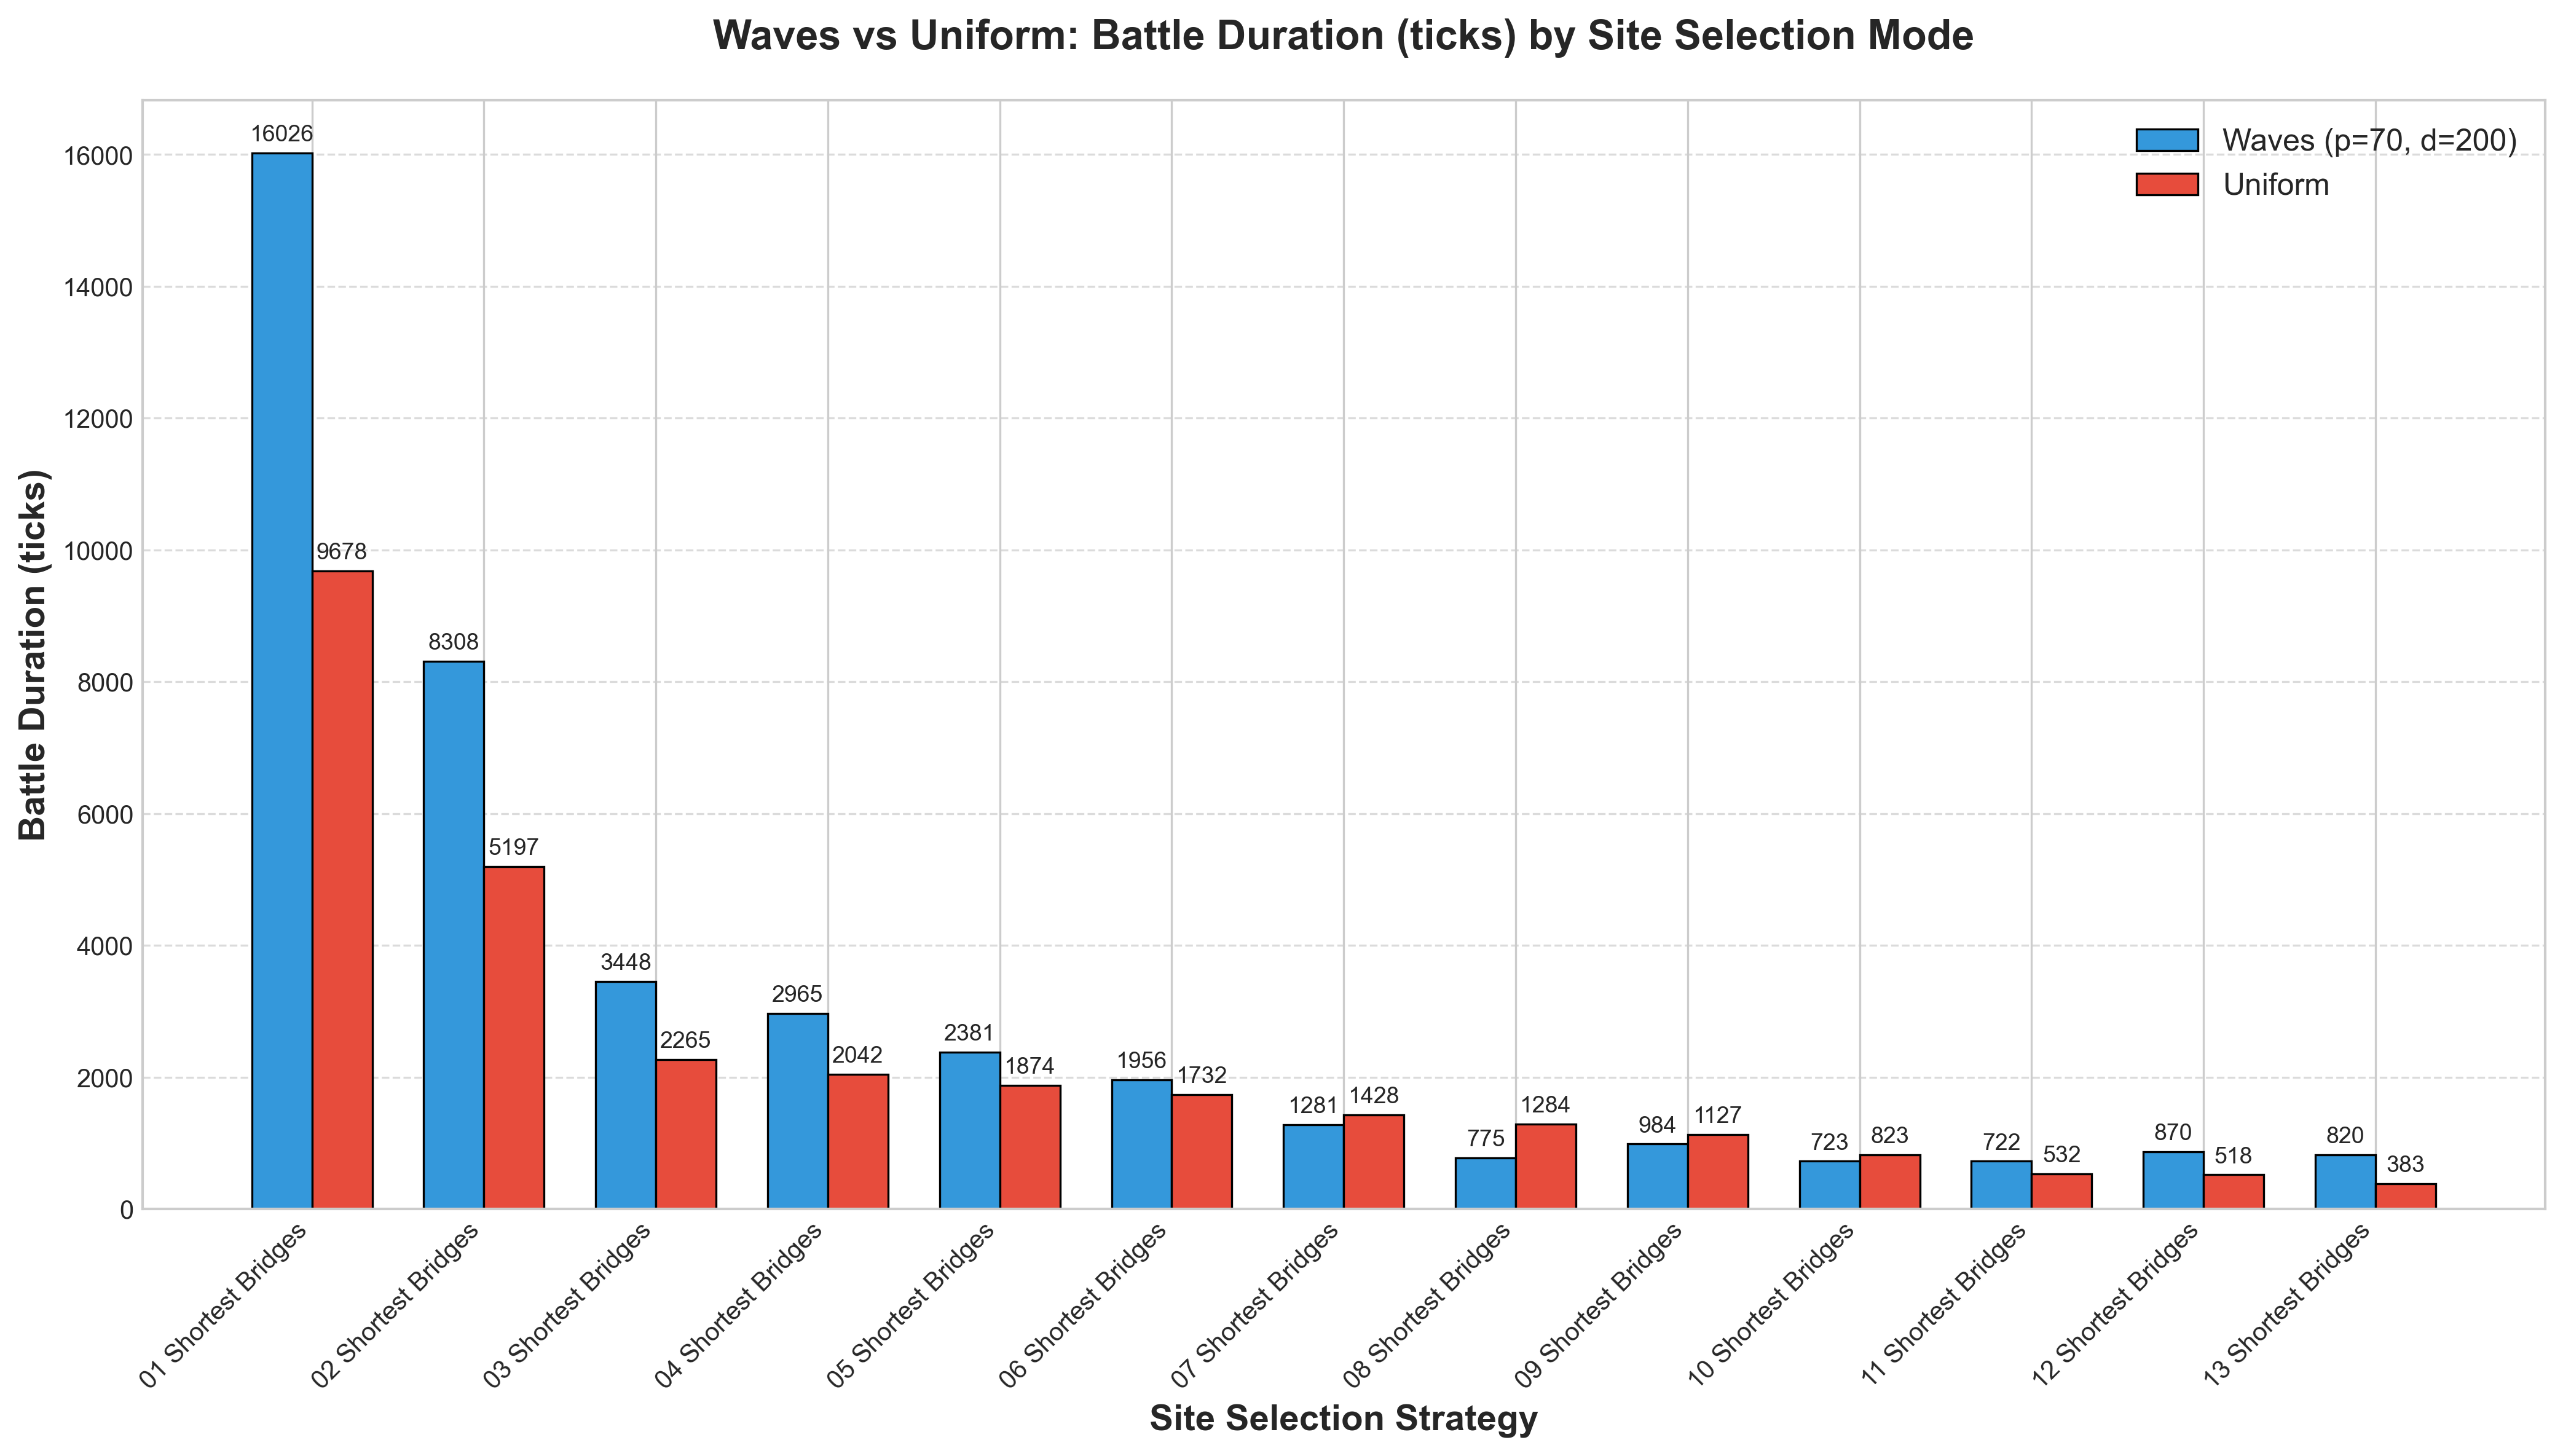 Waves vs Uniform: Battle Duration (ticks) by Site Selection Mode
Waves (p=70, d=200)
Uniform
Battle Duration (ticks)
16000
14000
12000
10000
8000
6000
4000
2000
0
16026
9678
8308
5197
3448
2265
2965
2042
2381
1874
1956
1732
1281
1428
775
1284
984
1127
723
823
722
532
870
518
820
383
01 Shortest Bridges
02 Shortest Bridges
03 Shortest Bridges
04 Shortest Bridges
05 Shortest Bridges
06 Shortest Bridges
07 Shortest Bridges
08 Shortest Bridges
09 Shortest Bridges
10 Shortest Bridges
11 Shortest Bridges
12 Shortest Bridges
13 Shortest Bridges
Site Selection Strategy